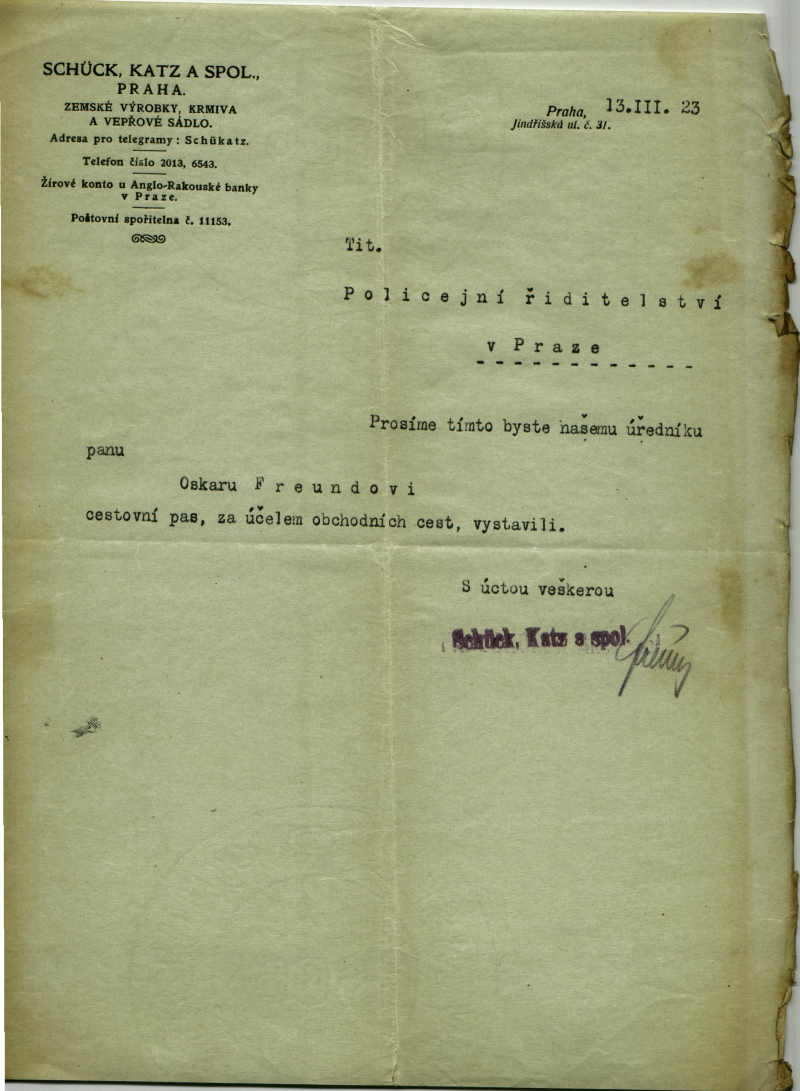 SCHÜCK, KATZ A SPOL.,
PRAHA.
ZEMSKÉ VÝROBKY, KRMIVA
A VEPŘOVÉ SÁDLO.
Adresa pro telegramy: Schükatz.
Telefon číslo 2013, 6543.
Žirové konto u Anglo-Rakouské banky
v Praze.
Poštovní spořitelna č. 11153.
Praha, 13.III. 23
Jindřišská ul. č. 31.
Tit.
Policejní řiditelství
v Praze
Prosíme tímto byste našemu úředníku
panu
Oskaru Freundovi
cestovní pas, za účelem obchodních cest, vystavili.
S úctou veškerou
Schück, Katz a spol.